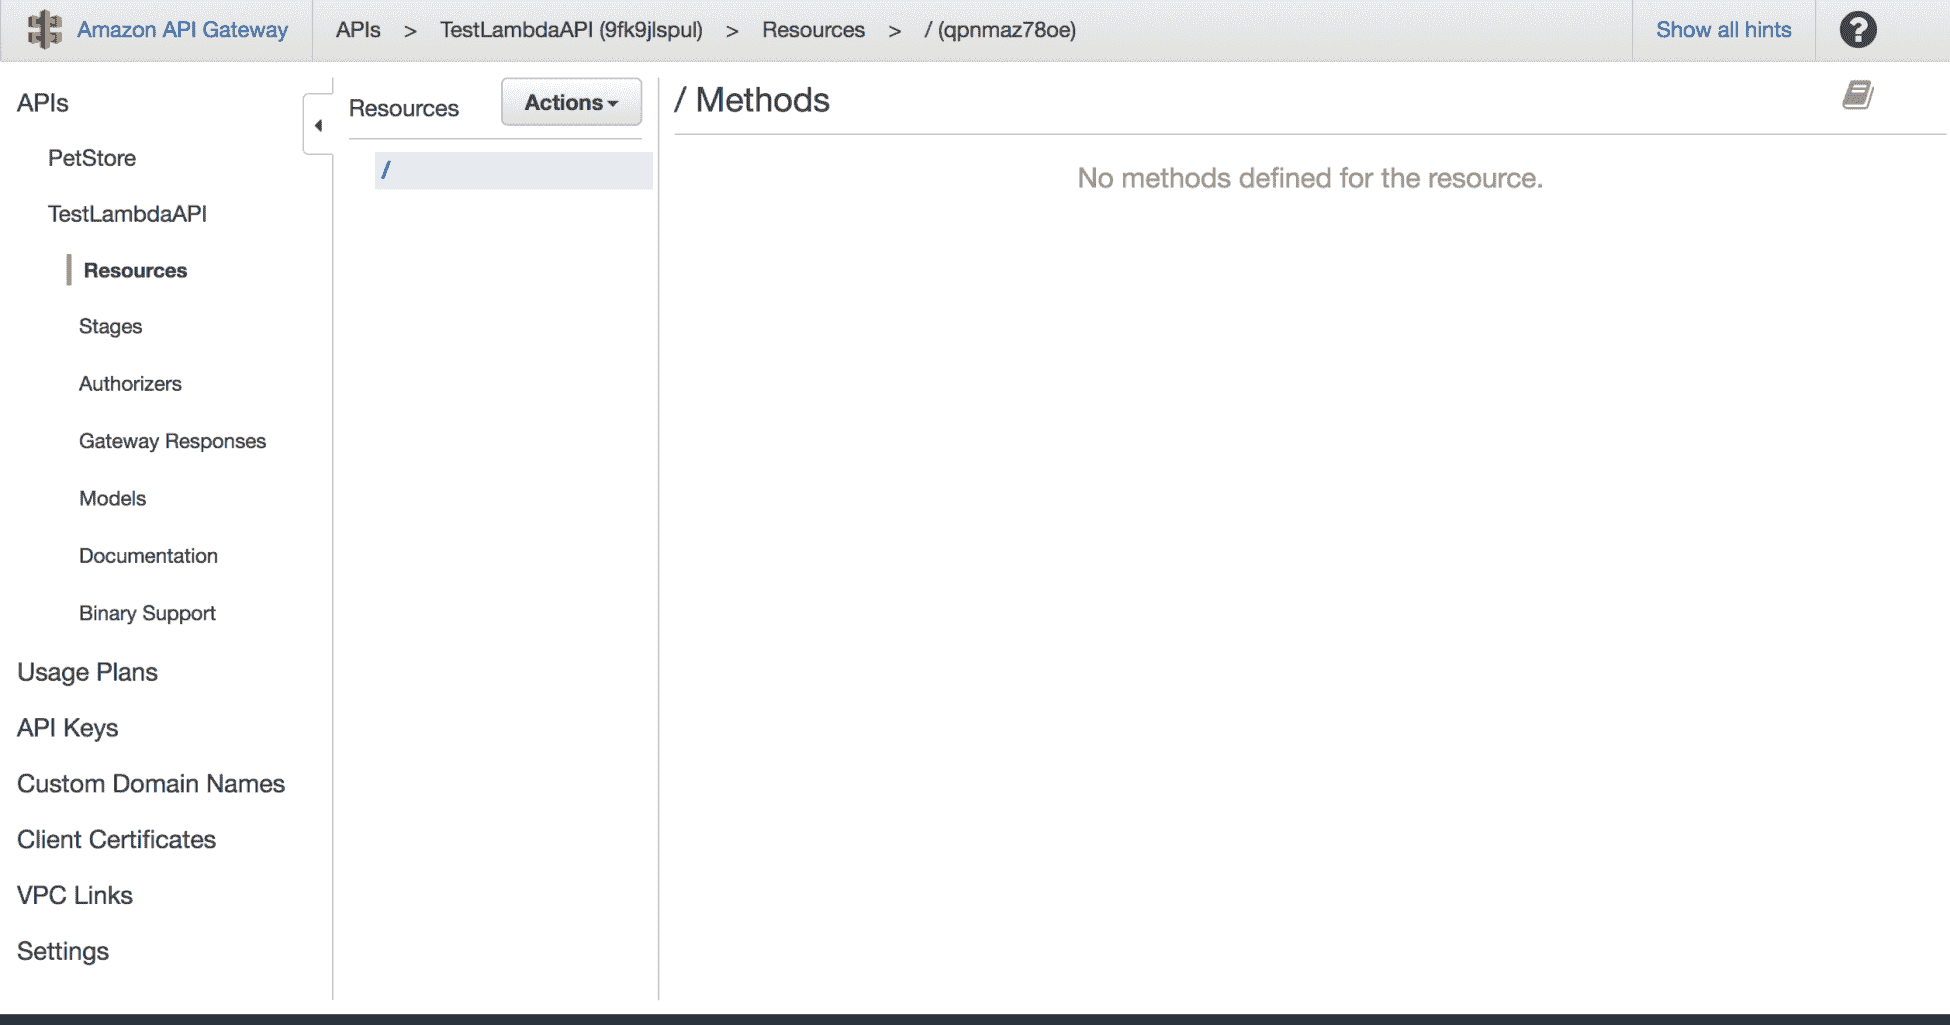 Amazon API Gateway
APIs > TestLambdaAPI (9fk9jlspul) > Resources > / (qpnmaz78oe)
Show all hints
?
APIs
PetStore
TestLambdaAPI
Resources
Stages
Authorizers
Gateway Responses
Models
Documentation
Binary Support
Usage Plans
API Keys
Custom Domain Names
Client Certificates
VPC Links
Settings
Resources
Actions
/
/ Methods
No methods defined for the resource.